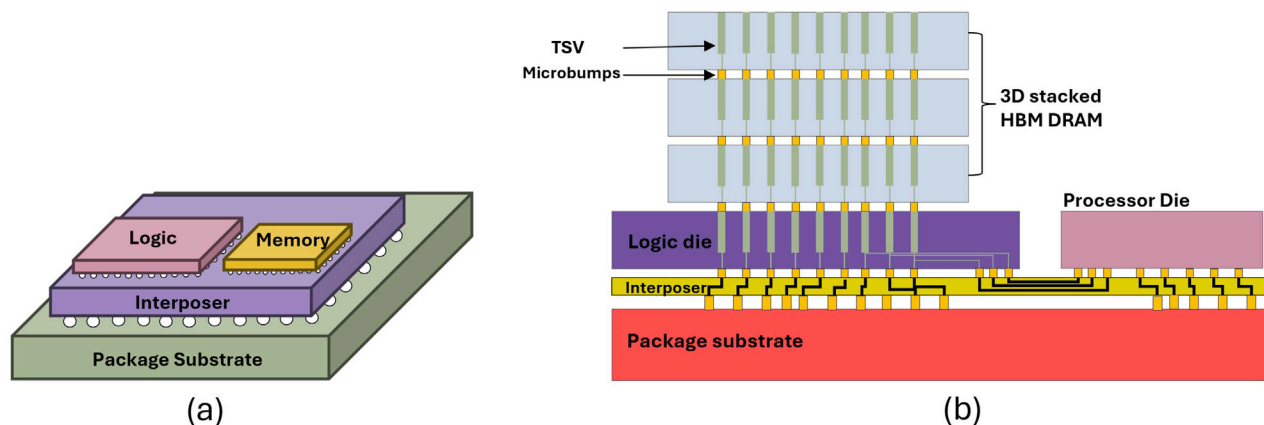 Logic
Memory
Interposer
Package Substrate
(a)
TSV
Microbumps
3D stacked
HBM DRAM
Processor Die
Logic die
Interposer
Package substrate
(b)